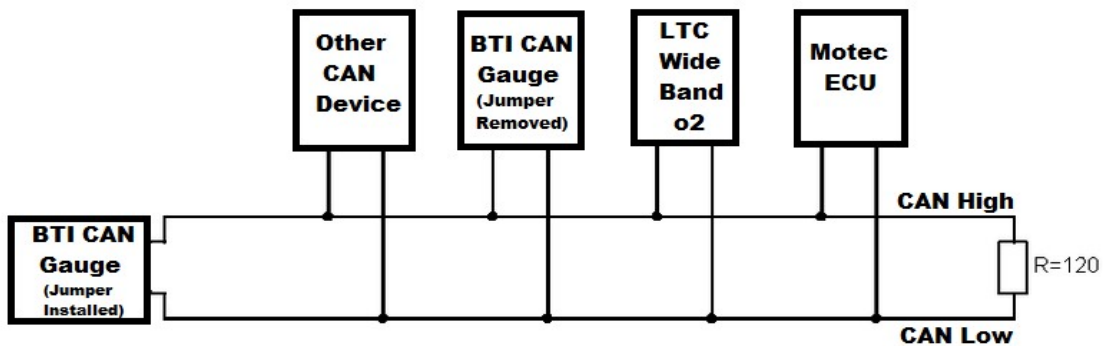 Other
CAN
Device
BTI CAN
Gauge
(Jumper
Removed)
LTC
Wide
Band
o2
Motec
ECU
CAN High
BTI CAN
Gauge
(Jumper
Installed)
R=120
CAN Low